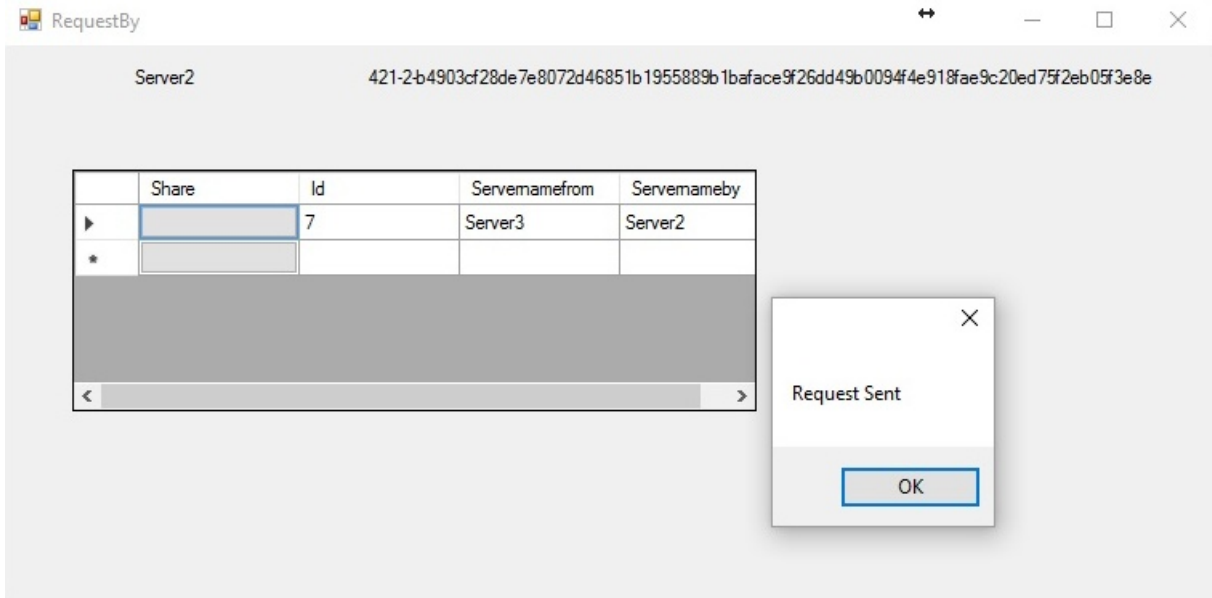 RequestBy
Server2 421-2-b4903cf28de7e8072d46851b1955889b1baface9f26dd49b0094f4e918fae9c20ed75f2eb05f3e8e
Share Id Servernamefrom Servernameby
7 Server3 Server2
Request Sent
OK